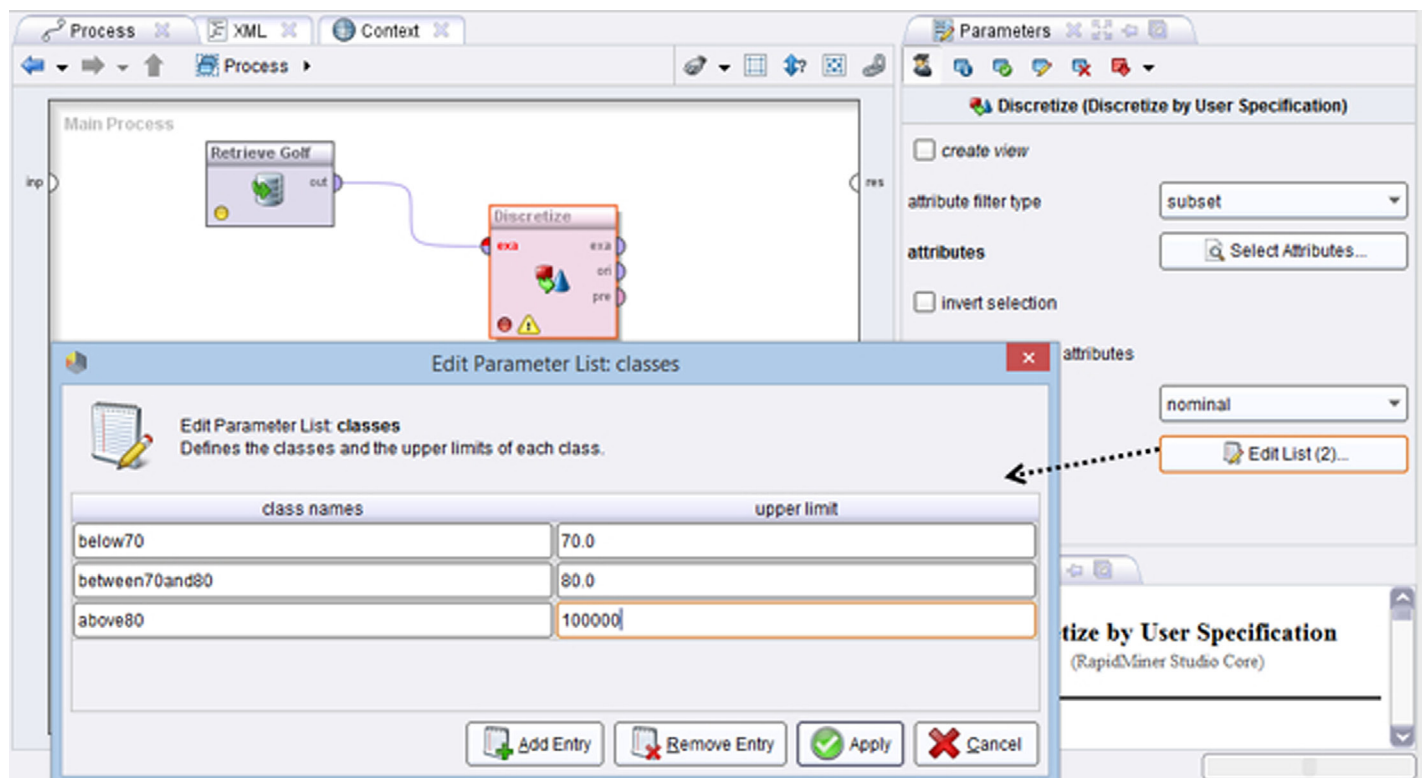 Process
XML
Context
Parameters
Process
Discretize (Discretize by User Specification)
Main Process
create view
Retrieve Golf
inp
out
res
attribute filter type
subset
Discretize
exa
exa
attributes
Select Attributes...
ori
pre
invert selection
Edit Parameter List: classes
attributes
nominal
Edit Parameter List: classes
Defines the classes and the upper limits of each class.
Edit List (2)...
class names
upper limit
below70
70.0
between70and80
80.0
above80
100000
tize by User Specification
(RapidMiner Studio Core)
Add Entry
Remove Entry
Apply
Cancel